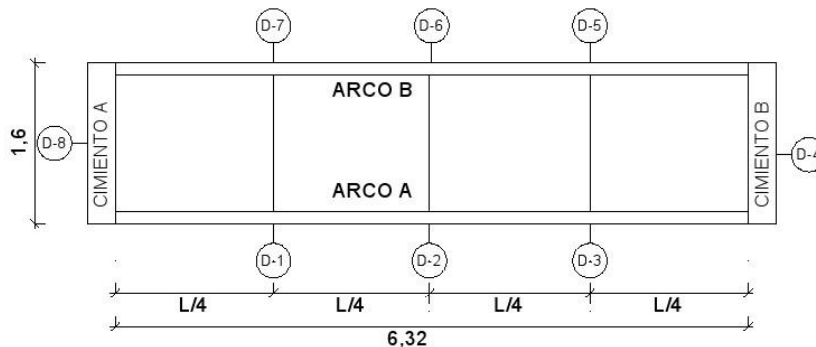 D-7 D-6 D-5
ARCO B
1,6
D-8
CIMIENTO A
CIMIENTO B
D-4
ARCO A
D-1 D-2 D-3
L/4 L/4 L/4 L/4
6,32